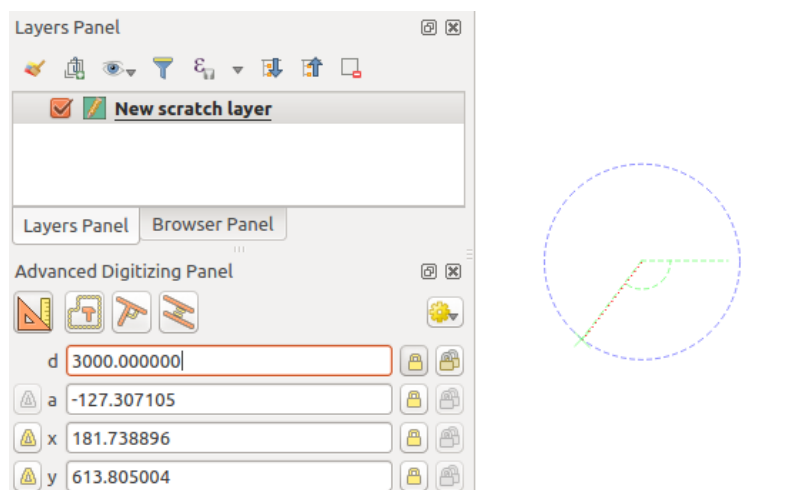 Layers Panel
New scratch layer
Layers Panel Browser Panel
Advanced Digitizing Panel
d 3000.000000
a -127.307105
x 181.738896
y 613.805004